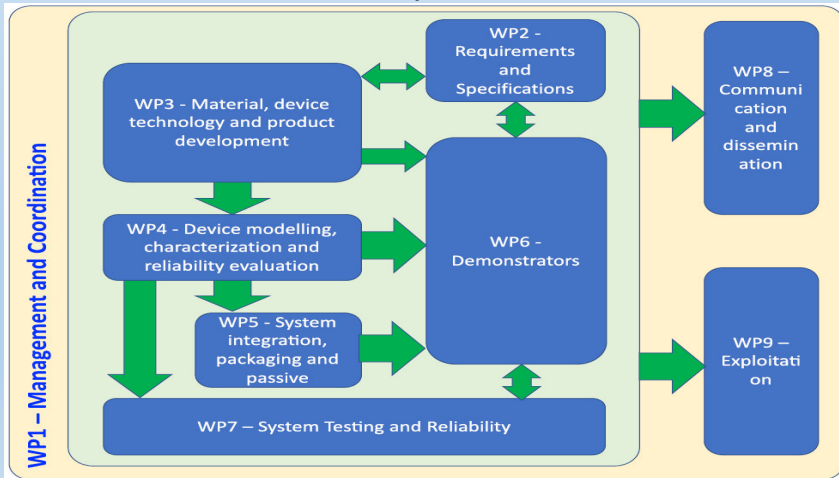 WP1 – Management and Coordination
WP2 -
Requirements
and
Specifications
WP3 - Material, device
technology and product
development
WP4 - Device modelling,
characterization and
reliability evaluation
WP5 - System
integration,
packaging and
passive
WP6 -
Demonstrators
WP7 – System Testing and Reliability
WP8 –
Communi
cation
and
dissemin
ation
WP9 –
Exploitati
on